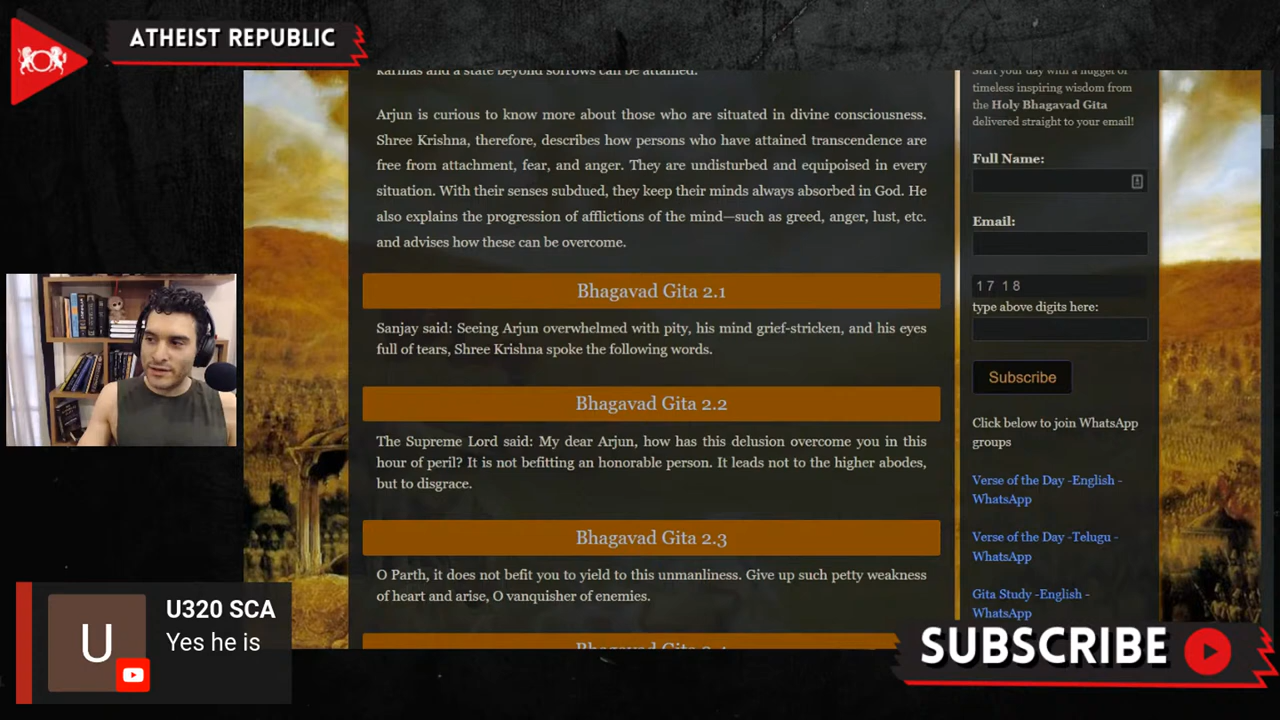 ATHEIST REPUBLIC
karmas and a state beyond sorrows can be attained.
Arjun is curious to know more about those who are situated in divine consciousness.
Shree Krishna, therefore, describes how persons who have attained transcendence are
free from attachment, fear, and anger. They are undisturbed and equipoised in every
situation. With their senses subdued, they keep their minds always absorbed in God. He
also explains the progression of afflictions of the mind—such as greed, anger, lust, etc.
and advises how these can be overcome.
Bhagavad Gita 2.1
Sanjay said: Seeing Arjun overwhelmed with pity, his mind grief-stricken, and his eyes
full of tears, Shree Krishna spoke the following words.
Bhagavad Gita 2.2
The Supreme Lord said: My dear Arjun, how has this delusion overcome you in this
hour of peril? It is not befitting an honorable person. It leads not to the higher abodes,
but to disgrace.
Bhagavad Gita 2.3
O Parth, it does not befit you to yield to this unmanliness. Give up such petty weakness
of heart and arise, O vanquisher of enemies.
Start your day with a nugget of
timeless inspiring wisdom from
the Holy Bhagavad Gita
delivered straight to your email!
Full Name:
Email:
17 18
type above digits here:
Subscribe
Click below to join WhatsApp
groups
Verse of the Day -English -
WhatsApp
Verse of the Day -Telugu -
WhatsApp
Gita Study -English -
WhatsApp
U
U320 SCA
Yes he is
SUBSCRIBE